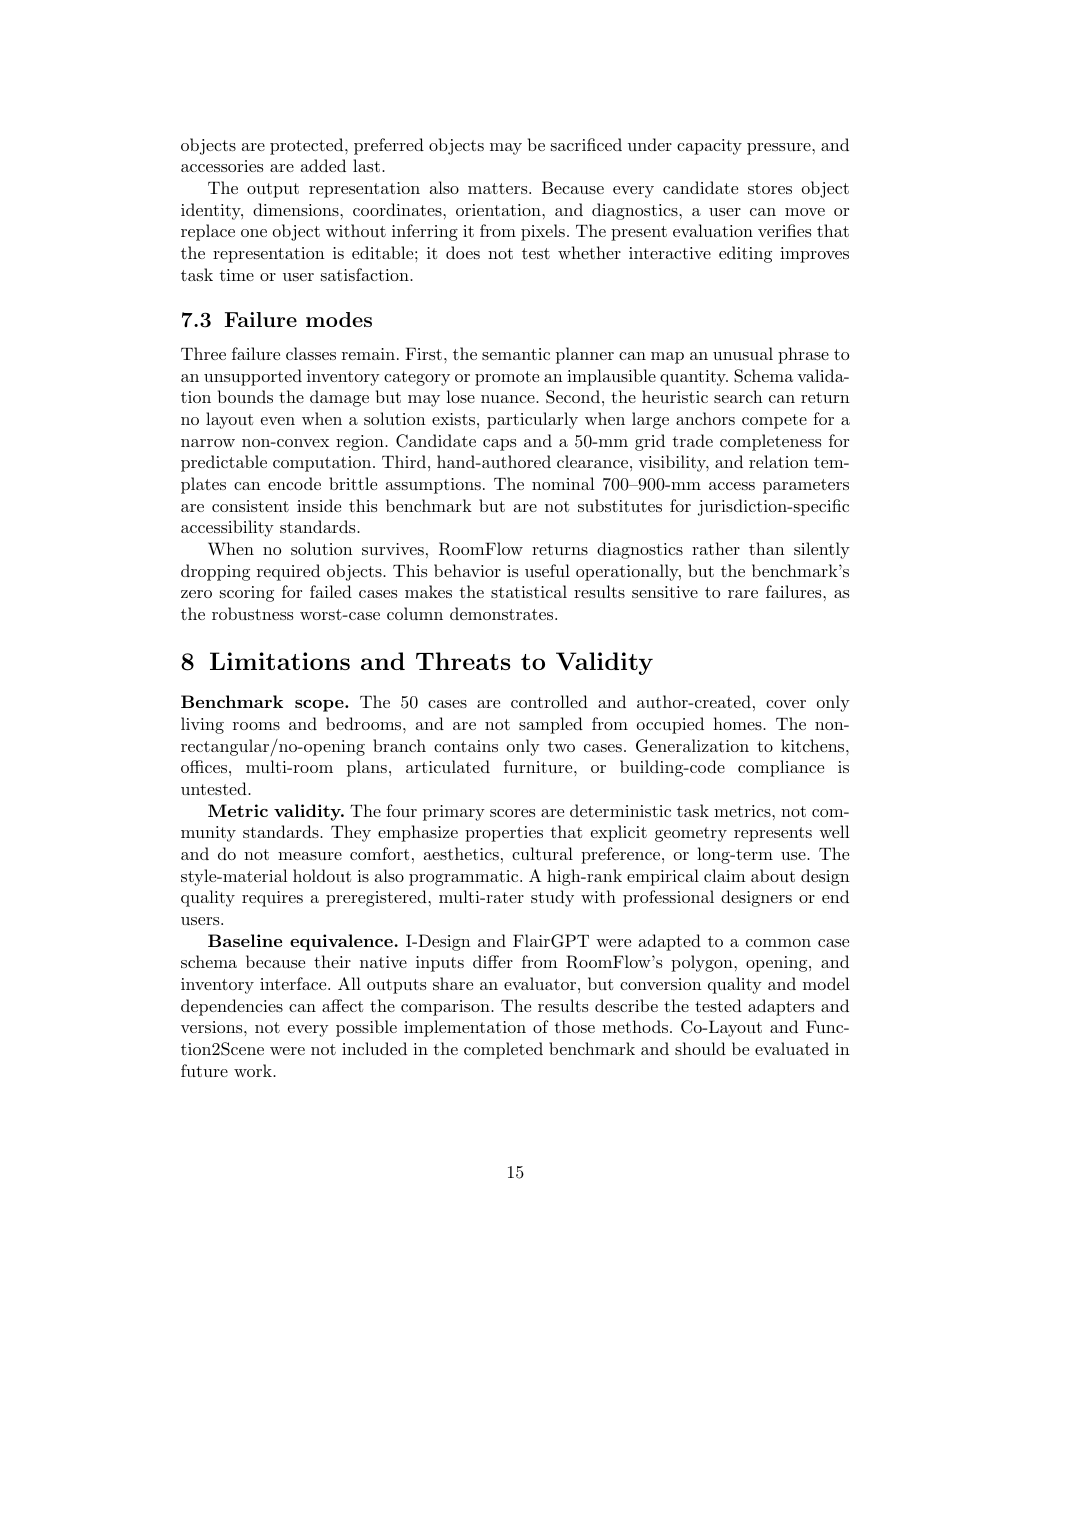 objects are protected, preferred objects may be sacrificed under capacity pressure, and
accessories are added last.
The output representation also matters. Because every candidate stores object
identity, dimensions, coordinates, orientation, and diagnostics, a user can move or
replace one object without inferring it from pixels. The present evaluation verifies that
the representation is editable; it does not test whether interactive editing improves
task time or user satisfaction.
7.3 Failure modes
Three failure classes remain. First, the semantic planner can map an unusual phrase to
an unsupported inventory category or promote an implausible quantity. Schema valida-
tion bounds the damage but may lose nuance. Second, the heuristic search can return
no layout even when a solution exists, particularly when large anchors compete for a
narrow non-convex region. Candidate caps and a 50-mm grid trade completeness for
predictable computation. Third, hand-authored clearance, visibility, and relation tem-
plates can encode brittle assumptions. The nominal 700–900-mm access parameters
are consistent inside this benchmark but are not substitutes for jurisdiction-specific
accessibility standards.
When no solution survives, RoomFlow returns diagnostics rather than silently
dropping required objects. This behavior is useful operationally, but the benchmark's
zero scoring for failed cases makes the statistical results sensitive to rare failures, as
the robustness worst-case column demonstrates.
8 Limitations and Threats to Validity
Benchmark scope. The 50 cases are controlled and author-created, cover only
living rooms and bedrooms, and are not sampled from occupied homes. The non-
rectangular/no-opening branch contains only two cases. Generalization to kitchens,
offices, multi-room plans, articulated furniture, or building-code compliance is
untested.
Metric validity. The four primary scores are deterministic task metrics, not com-
munity standards. They emphasize properties that explicit geometry represents well
and do not measure comfort, aesthetics, cultural preference, or long-term use. The
style-material holdout is also programmatic. A high-rank empirical claim about design
quality requires a preregistered, multi-rater study with professional designers or end
users.
Baseline equivalence. I-Design and FlairGPT were adapted to a common case
schema because their native inputs differ from RoomFlow's polygon, opening, and
inventory interface. All outputs share an evaluator, but conversion quality and model
dependencies can affect the comparison. The results describe the tested adapters and
versions, not every possible implementation of those methods. Co-Layout and Func-
tion2Scene were not included in the completed benchmark and should be evaluated in
future work.
15